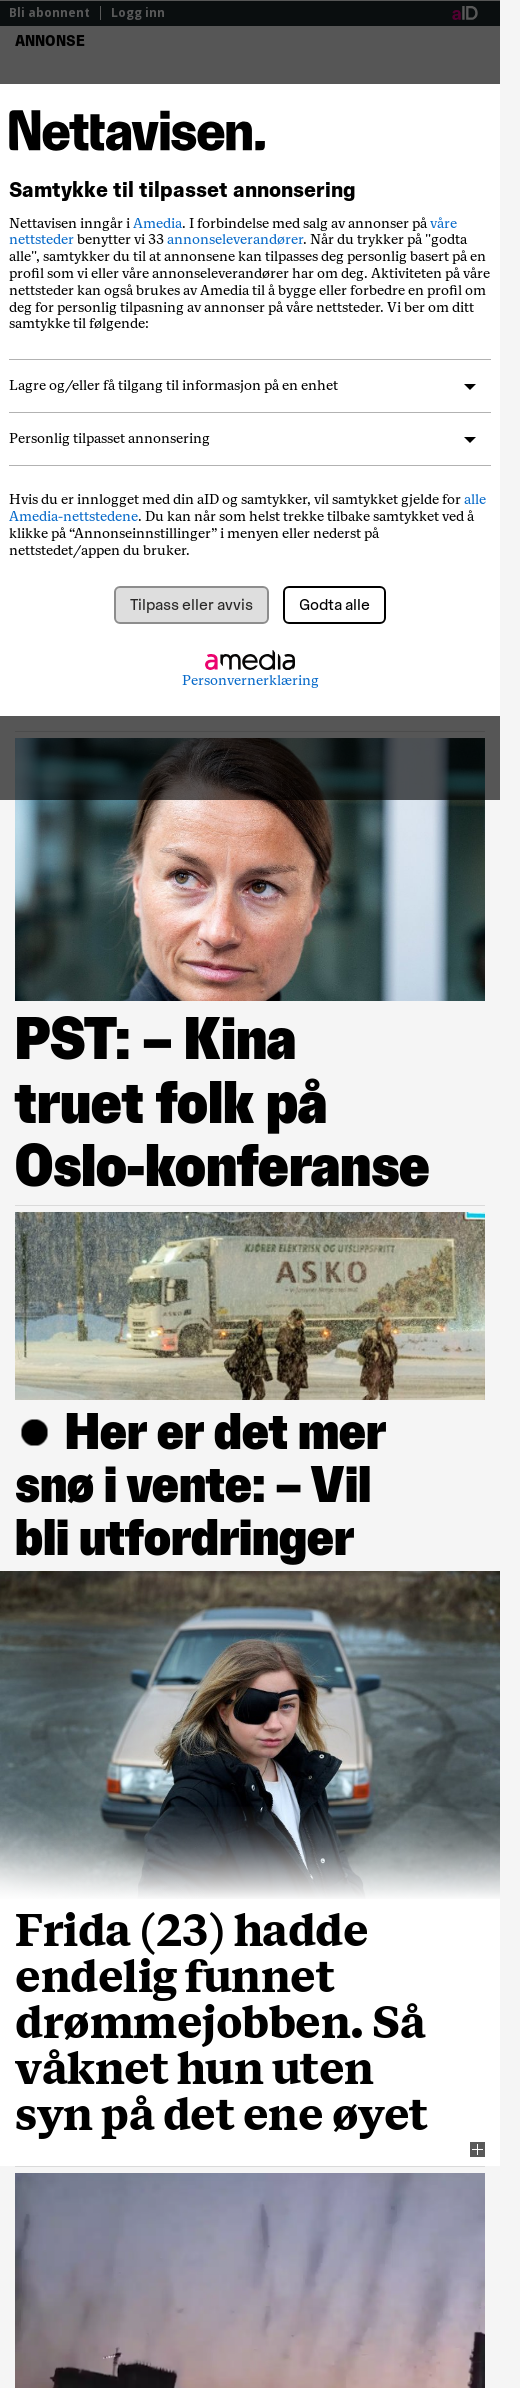 Bli abonnent | Logg inn aID
ANNONSE
Nettavisen.
Samtykke til tilpasset annonsering
Nettavisen inngår i Amedia. I forbindelse med salg av annonser på våre
nettsteder benytter vi 33 annonseleverandører. Når du trykker på "godta
alle", samtykker du til at annonsene kan tilpasses deg personlig basert på en
profil som vi eller våre annonseleverandører har om deg. Aktiviteten på våre
nettsteder kan også brukes av Amedia til å bygge eller forbedre en profil om
deg for personlig tilpasning av annonser på våre nettsteder. Vi ber om ditt
samtykke til følgende:
Lagre og/eller få tilgang til informasjon på en enhet
Personlig tilpasset annonsering
Hvis du er innlogget med din aID og samtykker, vil samtykket gjelde for alle
Amedia-nettstedene. Du kan når som helst trekke tilbake samtykket ved å
klikke på “Annonseinnstillinger” i menyen eller nederst på
nettstedet/appen du bruker.
Tilpass eller avvis Godta alle
amedia
Personvernerklæring
PST: – Kina
truet folk på
Oslo-konferanse
KJØRER ELEKTRISK OG UTSLIPPSFRITT
ASKO
Her er det mer
snø i vente: – Vil
bli utfordringer
Frida (23) hadde
endelig funnet
drømmejobben. Så
våknet hun uten
syn på det ene øyet